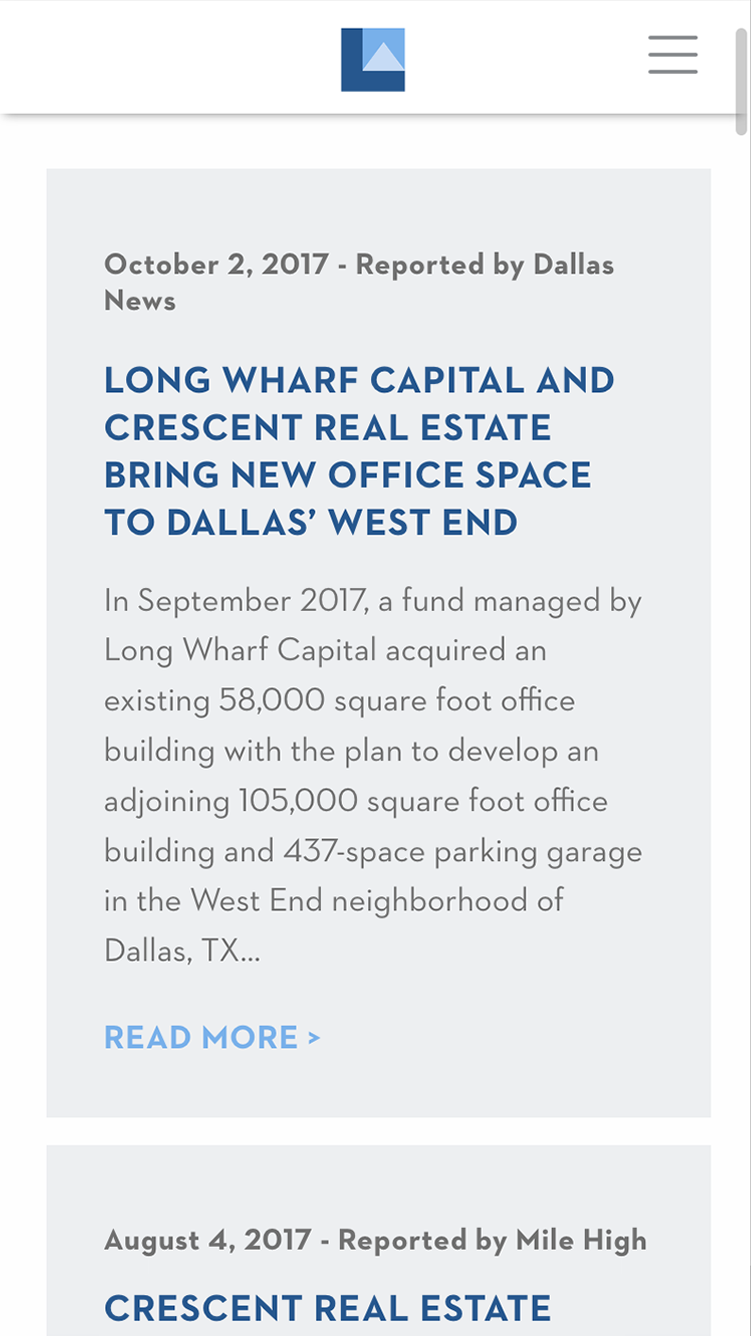 October 2, 2017 - Reported by Dallas
News
LONG WHARF CAPITAL AND
CRESCENT REAL ESTATE
BRING NEW OFFICE SPACE
TO DALLAS’ WEST END
In September 2017, a fund managed by
Long Wharf Capital acquired an
existing 58,000 square foot office
building with the plan to develop an
adjoining 105,000 square foot office
building and 437-space parking garage
in the West End neighborhood of
Dallas, TX...
READ MORE >
August 4, 2017 - Reported by Mile High
CRESCENT REAL ESTATE